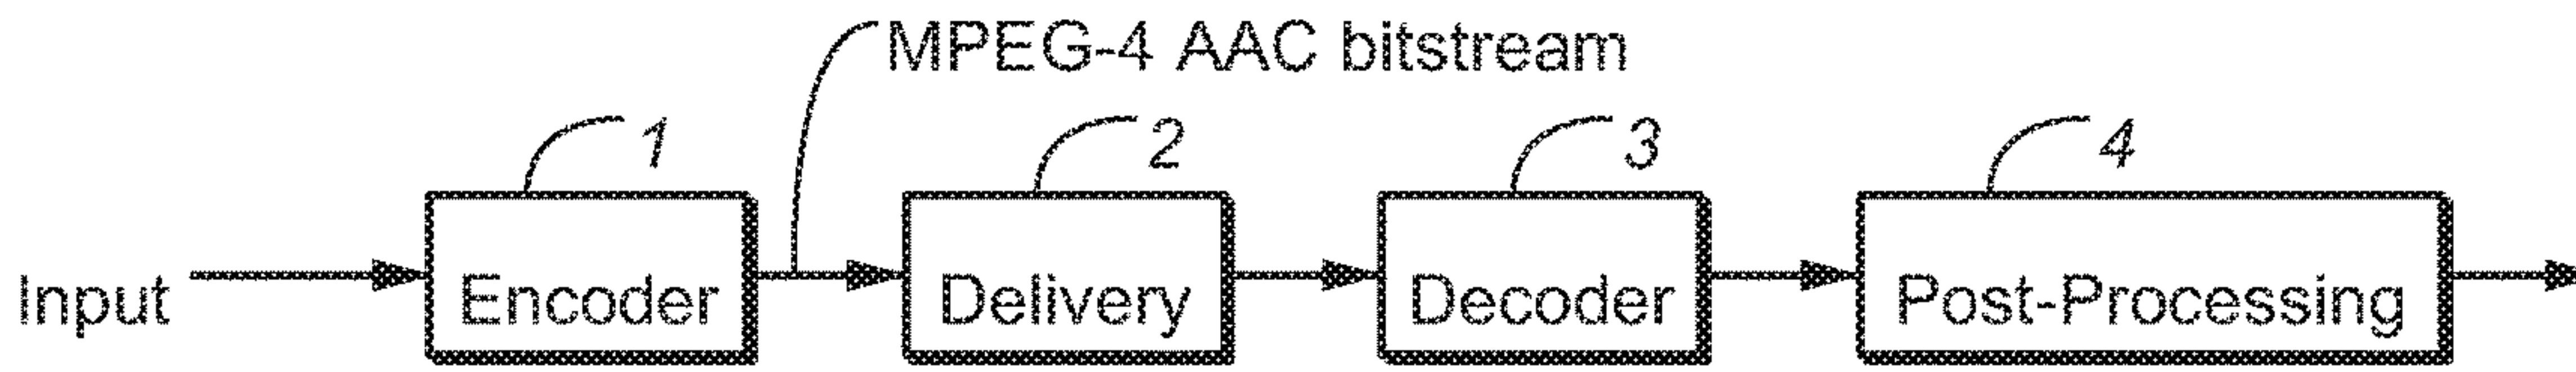 MPEG-4 AAC bitstream
1 2 3 4
Input Encoder Delivery Decoder Post-Processing